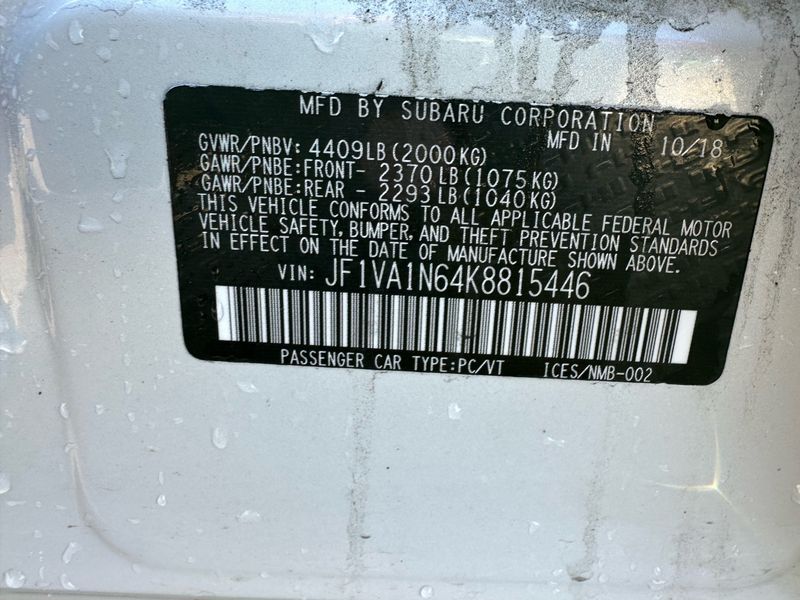 MFD BY SUBARU CORPORATION
MFD IN 10/18
GVWR/PNBV: 4409LB(2000KG)
GAWR/PNBE:FRONT- 2370LB(1075KG)
GAWR/PNBE:REAR - 2293LB(1040KG)
THIS VEHICLE CONFORMS TO ALL APPLICABLE FEDERAL MOTOR
VEHICLE SAFETY, BUMPER, AND THEFT PREVENTION STANDARDS
IN EFFECT ON THE DATE OF MANUFACTURE SHOWN ABOVE.
VIN: JF1VA1N64K8815446
PASSENGER CAR TYPE:PC/VT ICES/NMB-002